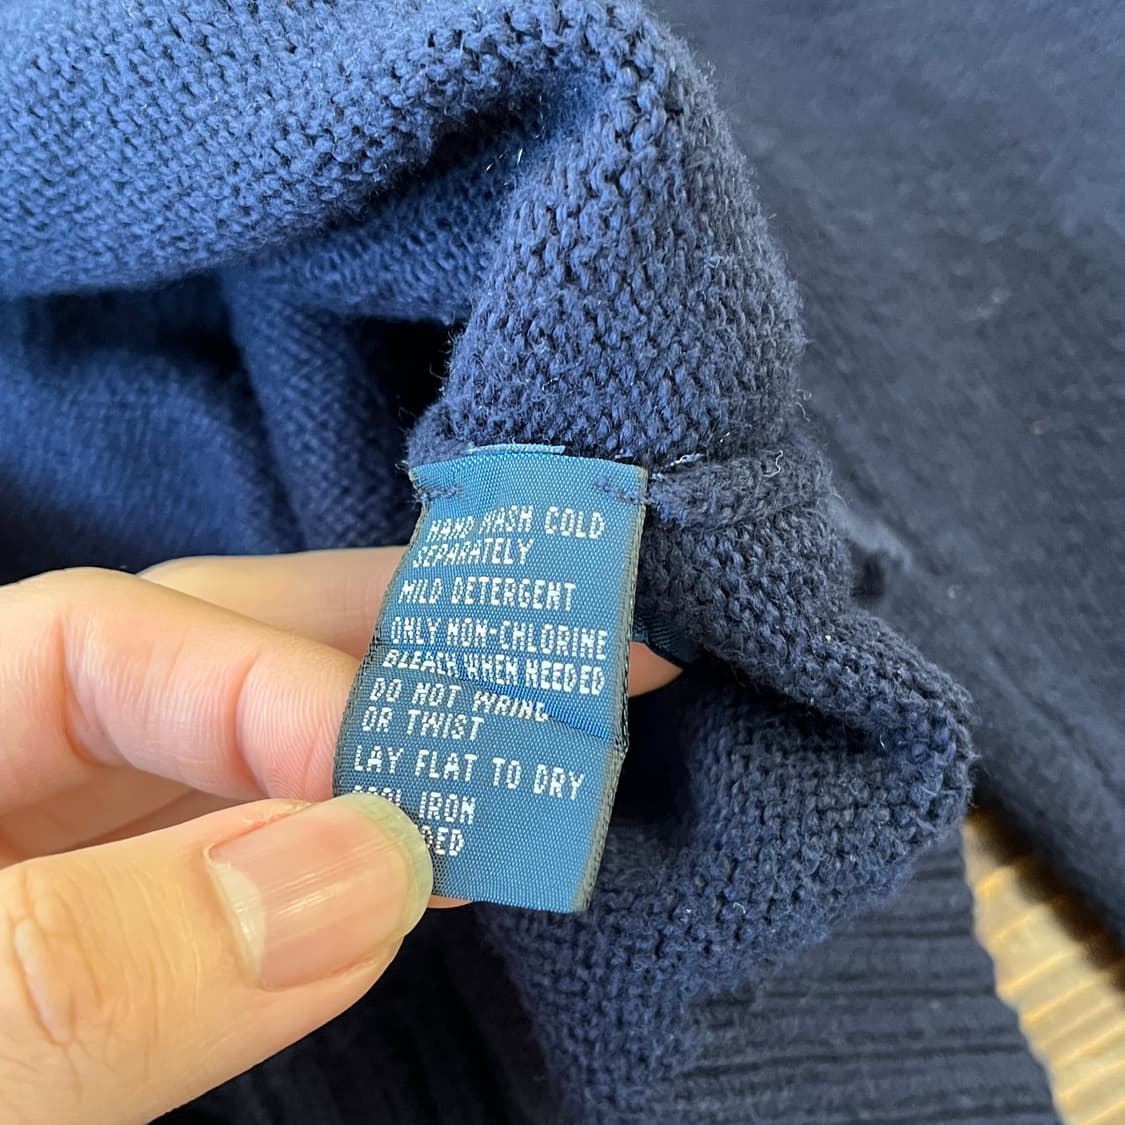 HAND WASH COLD
SEPARATELY
MILD DETERGENT
ONLY NON-CHLORINE
BLEACH WHEN NEEDED
DO NOT WRING
OR TWIST
LAY FLAT TO DRY
COOL IRON